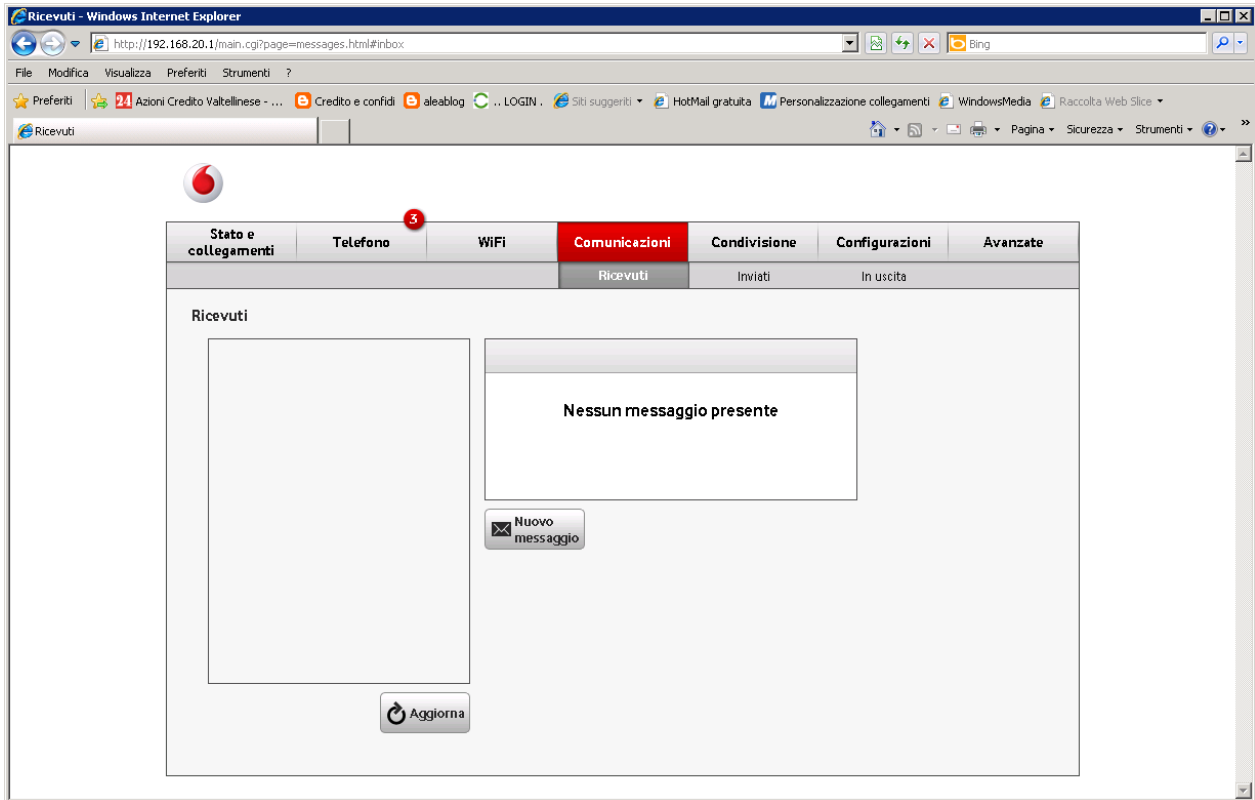 Ricevuti - Windows Internet Explorer
http://192.168.20.1/main.cgi?page=messages.html#inbox
Bing
File Modifica Visualizza Preferiti Strumenti ?
Preferiti 24 Azioni Credito Valtellinese - ... Credito e confidi aleablog .. LOGIN . Siti suggeriti HotMail gratuita Personalizzazione collegamenti WindowsMedia Raccolta Web Slice
Ricevuti
Pagina Sicurezza Strumenti »
3
Stato e
collegamenti
Telefono
WiFi
Comunicazioni
Condivisione
Configurazioni
Avanzate
Ricevuti
Inviati
In uscita
Ricevuti
Nessun messaggio presente
Nuovo
messaggio
Aggiorna